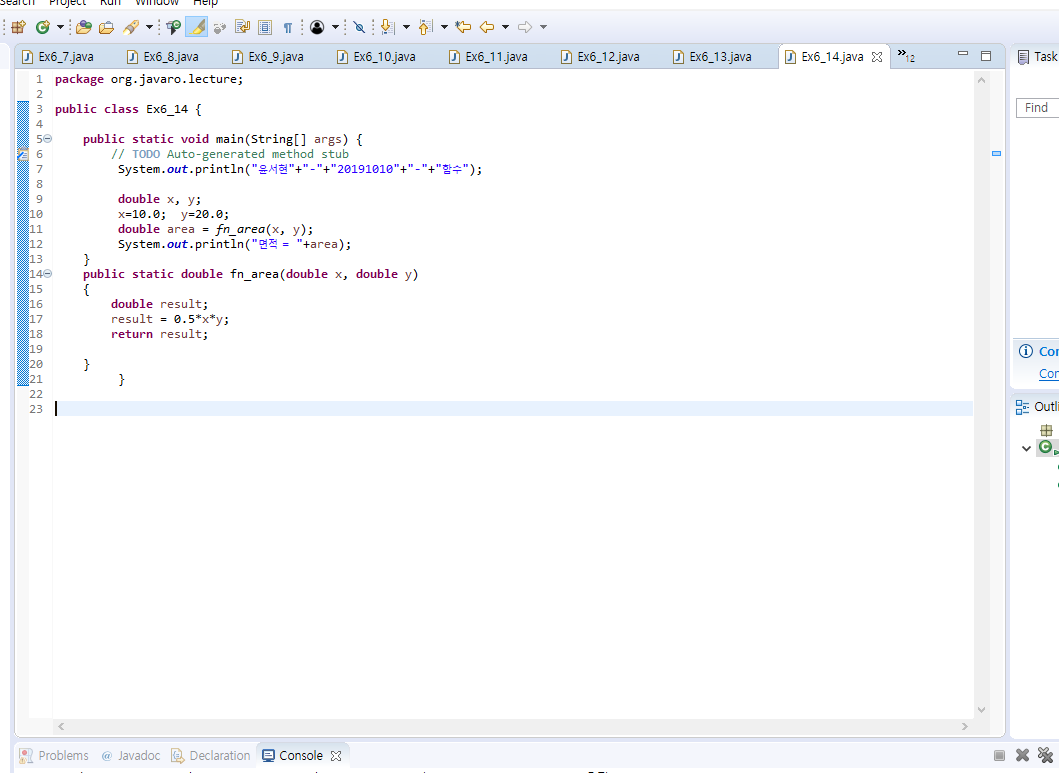 Search Project Run Window Help
Ex6_7.java Ex6_8.java Ex6_9.java Ex6_10.java Ex6_11.java Ex6_12.java Ex6_13.java Ex6_14.java »12
Task
Find
1 package org.javaro.lecture;
2
3 public class Ex6_14 {
4
5 public static void main(String[] args) {
6 // TODO Auto-generated method stub
7 System.out.println("윤서현"+"-"+"20191010"+"-"+"함수");
8
9 double x, y;
10 x=10.0; y=20.0;
11 double area = fn_area(x, y);
12 System.out.println("면적 = "+area);
13 }
14 public static double fn_area(double x, double y)
15 {
16 double result;
17 result = 0.5*x*y;
18 return result;
19
20 }
21 }
22
23
Con
Con
Outli
Problems @ Javadoc Declaration Console